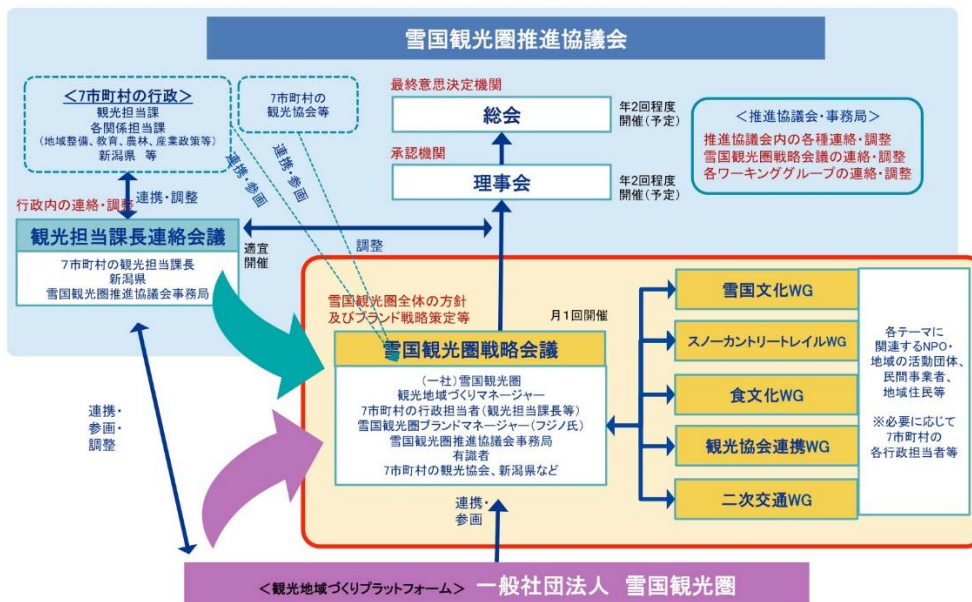 雪国観光圏推進協議会
<7市町村の行政>
観光担当課
各関係担当課
(地域整備、教育、農林、産業政策等)
新潟県 等
7市町村の
観光協会等
最終意思決定機関
総会
年2回程度
開催(予定)
承認機関
理事会
年2回程度
開催(予定)
<推進協議会・事務局>
推進協議会内の各種連絡・調整
雪国観光圏戦略会議の連絡・調整
各ワーキンググループの連絡・調整
連携・参画
連携・参画
連携・調整
行政内の連絡・調整
観光担当課長連絡会議
7市町村の観光担当課長
新潟県
雪国観光圏推進協議会事務局
適宜
開催
調整
雪国観光圏全体の方針
及びブランド戦略策定等
月1回開催
雪国観光圏戦略会議
(一社)雪国観光圏
観光地域づくりマネージャー
7市町村の行政担当者(観光担当課長等)
雪国観光圏ブランドマネージャー(フジノ氏)
雪国観光圏推進協議会事務局
有識者
7市町村の観光協会、新潟県など
雪国文化WG
スノーカントリートレイルWG
食文化WG
観光協会連携WG
二次交通WG
各テーマに
関連するNPO・
地域の活動団体、
民間事業者、
地域住民等
※必要に応じて
7市町村の
各行政担当者等
連携・
参画・
調整
連携・
参画
<観光地域づくりプラットフォーム> 一般社団法人 雪国観光圏